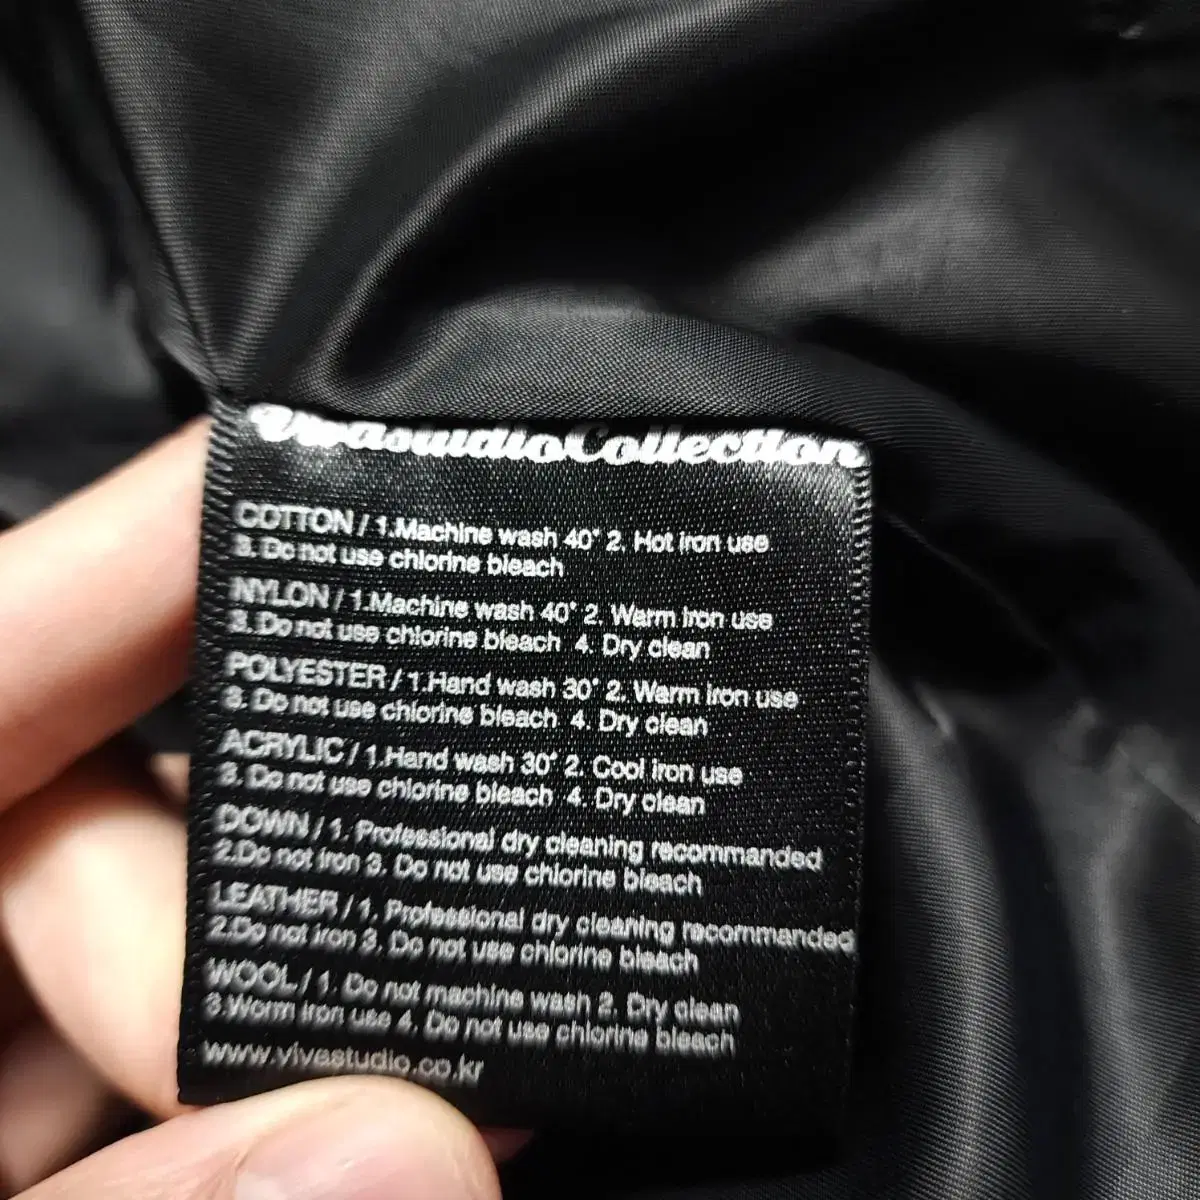 VivastudioCollection
COTTON / 1.Machine wash 40° 2. Hot iron use
3. Do not use chlorine bleach
NYLON / 1.Machine wash 40° 2. Warm iron use
3. Do not use chlorine bleach 4. Dry clean
POLYESTER / 1.Hand wash 30° 2. Warm iron use
3. Do not use chlorine bleach 4. Dry clean
ACRYLIC / 1.Hand wash 30° 2. Cool iron use
3. Do not use chlorine bleach 4. Dry clean
DOWN / 1. Professional dry cleaning recommanded
2.Do not iron 3. Do not use chlorine bleach
LEATHER / 1. Professional dry cleaning recommanded
2.Do not iron 3. Do not use chlorine bleach
WOOL / 1. Do not machine wash 2. Dry clean
3.Worm iron use 4. Do not use chlorine bleach
www.vivastudio.co.kr